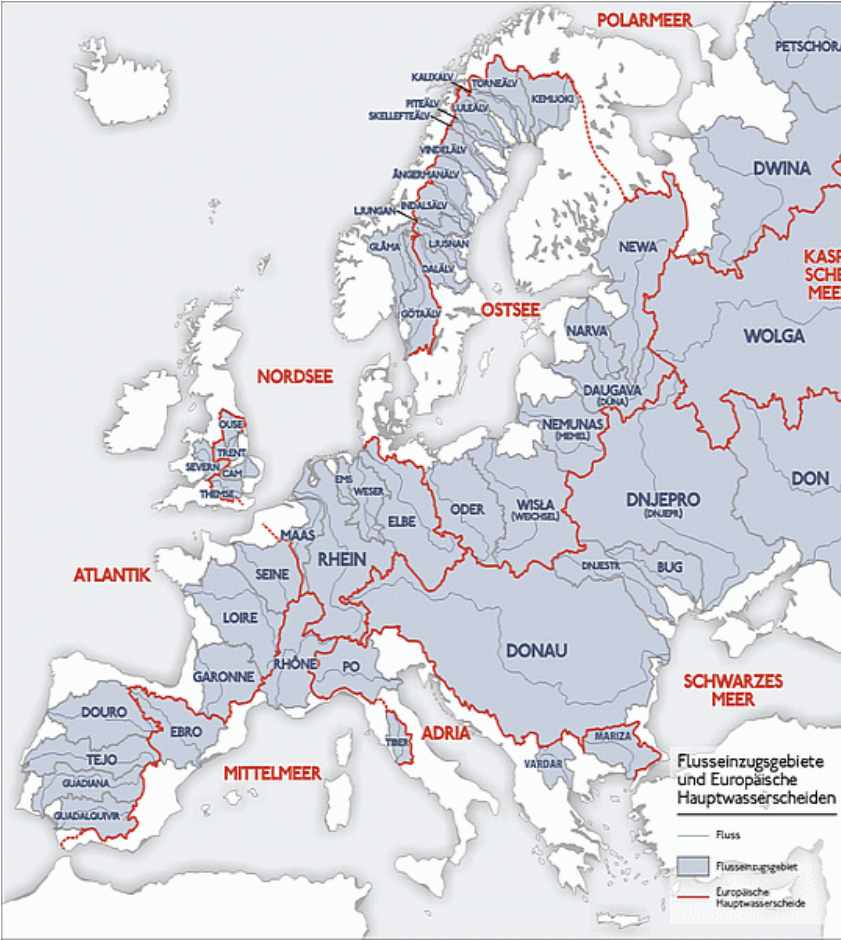 POLARMEER
PETSCHORA
KALIXÄLV
TORNEÄLV
KEMIJOKI
PITEÄLV
LULEÄLV
SKELLEFTEÄLV
VINDELÄLV
ÅNGERMANÄLV
DWINA
LJUNGAN
INDALSÄLV
GLÅMA
LJUSNAN
NEWA
DALÄLV
KASP
SCHE
MEE
GÖTAÄLV
OSTSEE
NARVA
WOLGA
NORDSEE
DAUGAVA
(DÜNA)
OUSE
NEMUNAS
(MEMEL)
TRENT
SEVERN
CAM
THEMSE
EMS
WESER
ELBE
ODER
WISŁA
(WEICHSEL)
DNJEPRO
(DNJEPR)
DON
MAAS
RHEIN
ATLANTIK
SEINE
DNJESTR
BUG
LOIRE
DONAU
RHÔNE
PO
GARONNE
SCHWARZES
MEER
DOURO
EBRO
ADRIA
TIBER
MARIZA
TEJO
MITTELMEER
VARDAR
GUADIANA
GUADALQUIVIR
Flusseinzugsgebiete
und Europäische
Hauptwasserscheiden
Fluss
Flusseinzugsgebiet
Europäische
Hauptwasserscheide